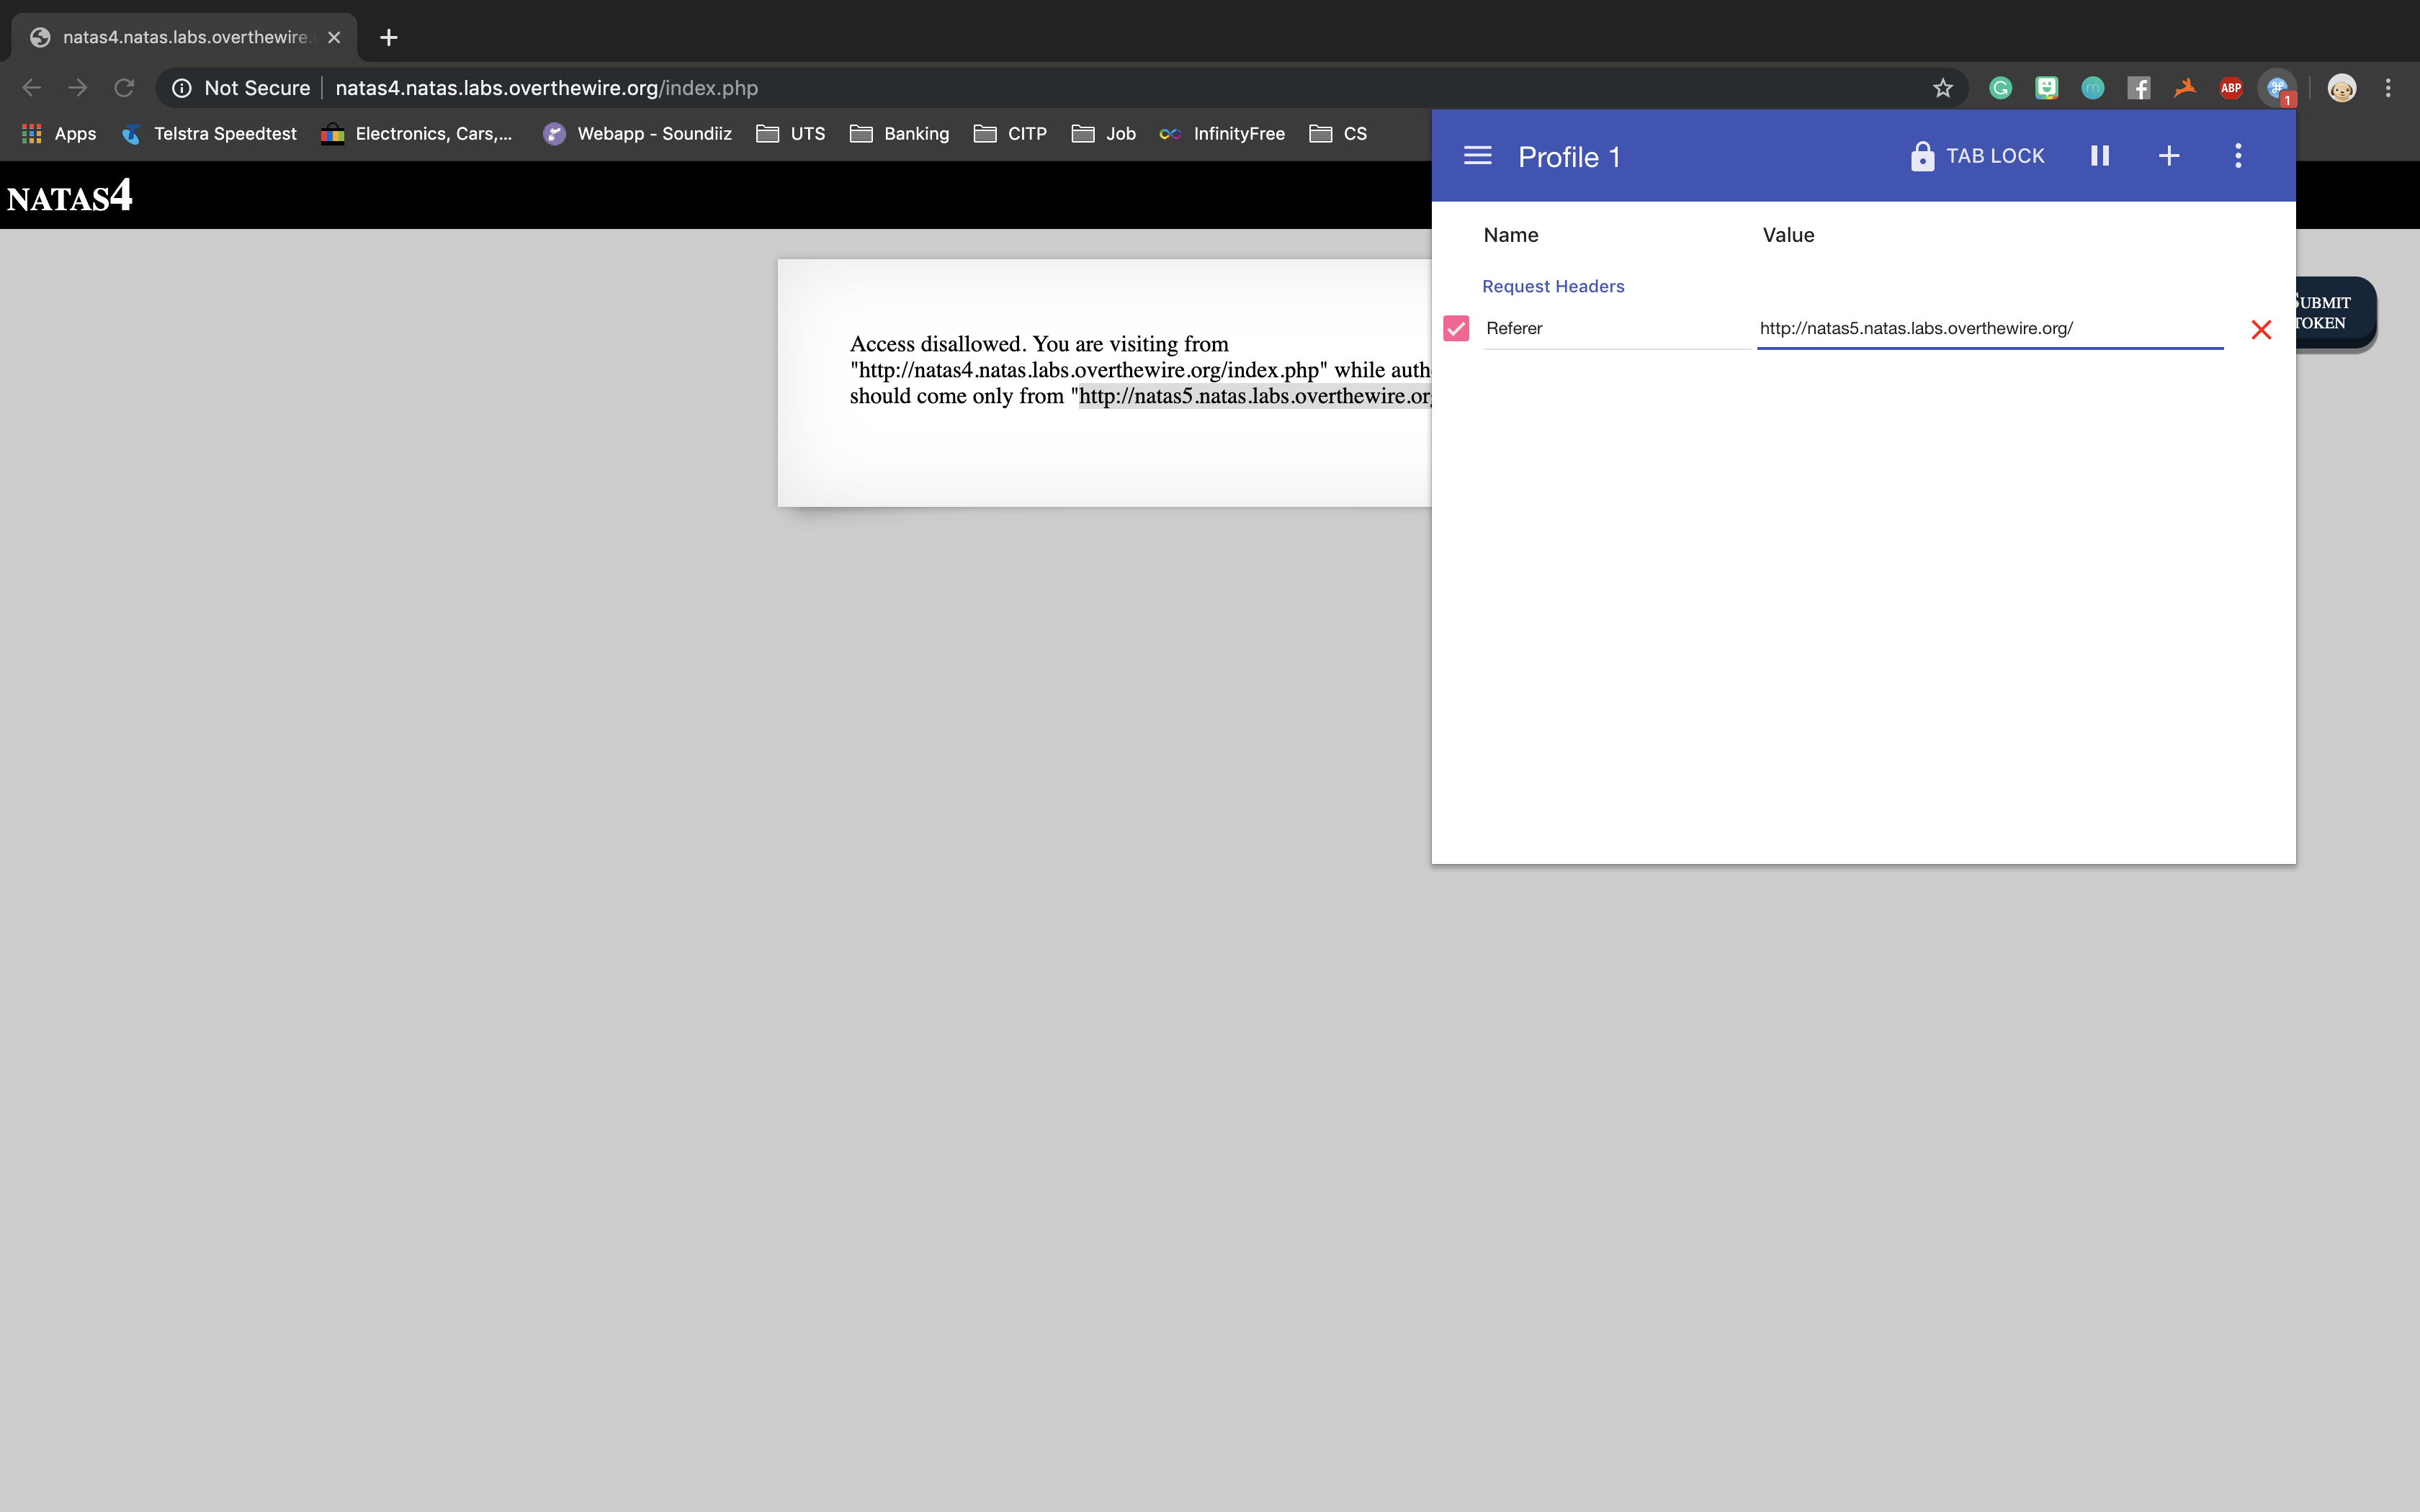 natas4.natas.labs.overthewire.
Not Secure natas4.natas.labs.overthewire.org/index.php
ABP
1
Apps Telstra Speedtest Electronics, Cars,... Webapp - Soundiiz UTS Banking CITP Job InfinityFree CS
Profile 1 TAB LOCK
NATAS4
Name Value
Request Headers
Referer http://natas5.natas.labs.overthewire.org/
SUBMIT
TOKEN
Access disallowed. You are visiting from
"http://natas4.natas.labs.overthewire.org/index.php" while auth
should come only from "http://natas5.natas.labs.overthewire.or